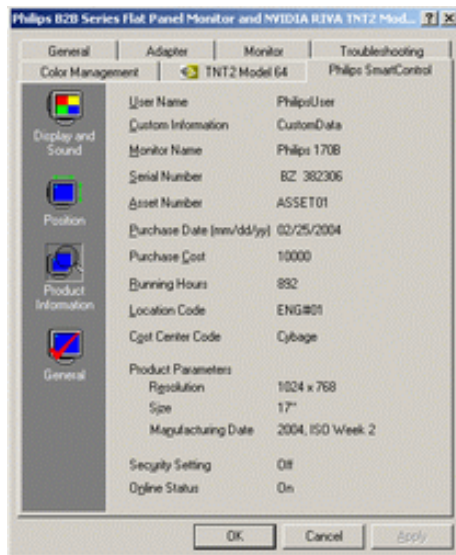 Philips B2B Series Flat Panel Monitor and NVIDIA RIVA TNT2 Mod...
General Adapter Monitor Troubleshooting
Color Management TNT2 Model 64 Philips SmartControl
Display and Sound
Position
Product Information
General
User Name PhilipsUser
Custom Information CustomData
Monitor Name Philips 170B
Serial Number BZ 382306
Asset Number ASSET01
Purchase Date (mm/dd/yy) 02/25/2004
Purchase Cost 10000
Running Hours 892
Location Code ENG#01
Cost Center Code Cybage
Product Parameters
Resolution 1024 x 768
Size 17"
Manufacturing Date 2004, ISO Week 2
Security Setting Off
Online Status On
OK Cancel Apply